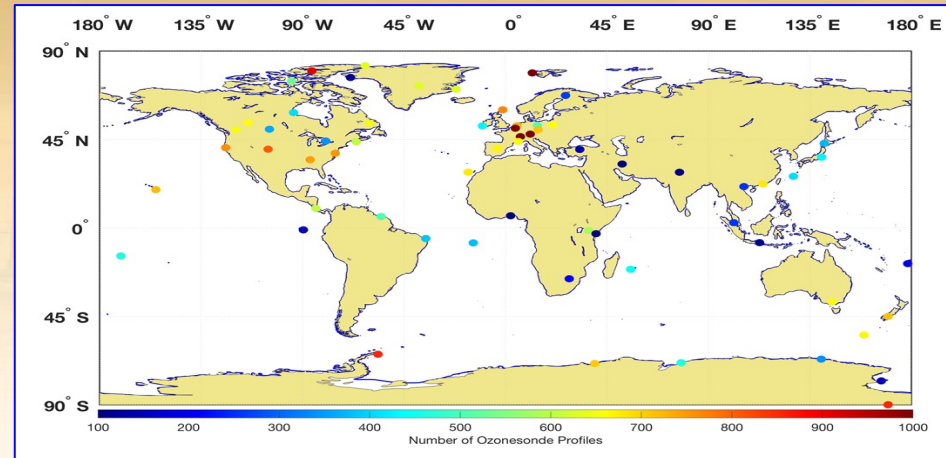 180° W 135° W 90° W 45° W 0° 45° E 90° E 135° E 180° E
90° N
45° N
0°
45° S
90° S
100 200 300 400 500 600 700 800 900 1000
Number of Ozonesonde Profiles